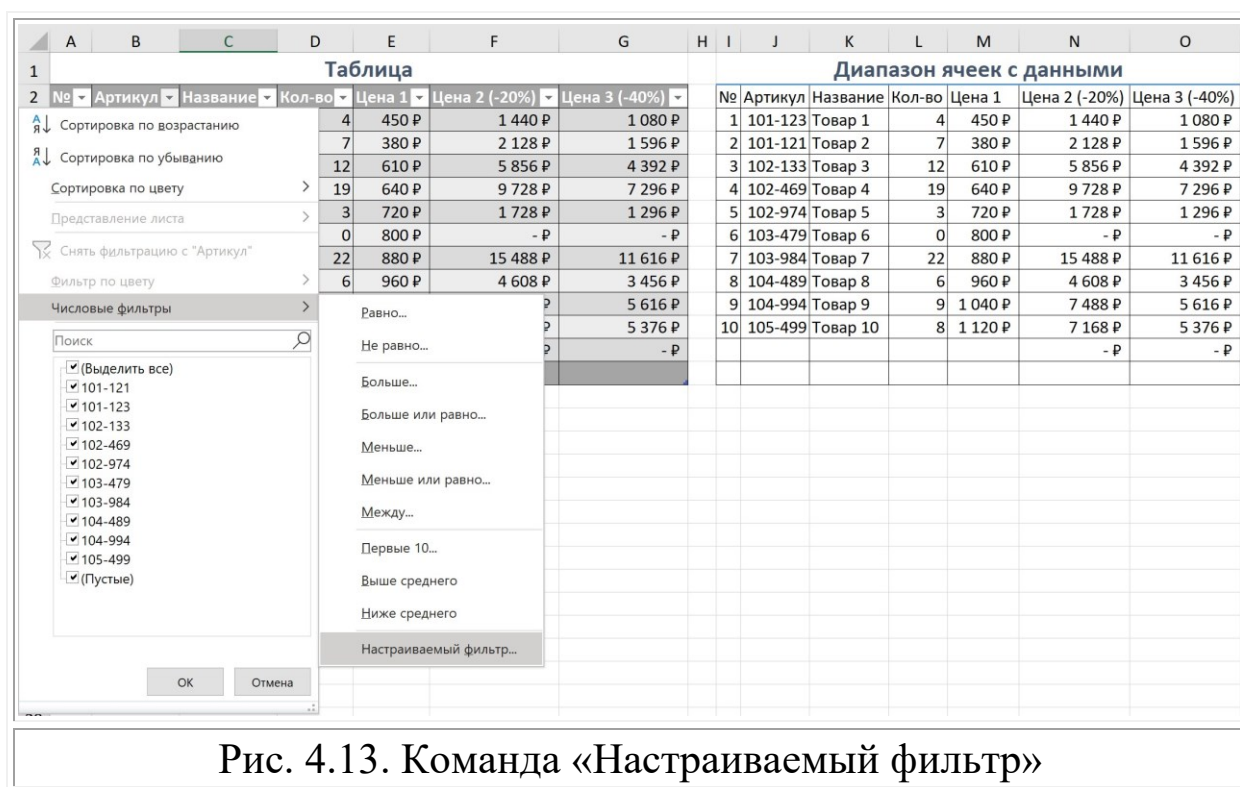 A B C D E F G H I J K L M N O
1 Таблица Диапазон ячеек с данными
2 № Артикул Название Кол-во Цена 1 Цена 2 (-20%) Цена 3 (-40%) № Артикул Название Кол-во Цена 1 Цена 2 (-20%) Цена 3 (-40%)
Сортировка по возрастанию
Сортировка по убыванию
Сортировка по цвету
Представление листа
Снять фильтрацию с "Артикул"
Фильтр по цвету
Числовые фильтры
Поиск
(Выделить все)
101-121
101-123
102-133
102-469
102-974
103-479
103-984
104-489
104-994
105-499
(Пустые)
ОК Отмена
Равно...
Не равно...
Больше...
Больше или равно...
Меньше...
Меньше или равно...
Между...
Первые 10...
Выше среднего
Ниже среднего
Настраиваемый фильтр...
4 450 ₽ 1 440 ₽ 1 080 ₽
7 380 ₽ 2 128 ₽ 1 596 ₽
12 610 ₽ 5 856 ₽ 4 392 ₽
19 640 ₽ 9 728 ₽ 7 296 ₽
3 720 ₽ 1 728 ₽ 1 296 ₽
0 800 ₽ - ₽ - ₽
22 880 ₽ 15 488 ₽ 11 616 ₽
6 960 ₽ 4 608 ₽ 3 456 ₽
₽ 5 616 ₽
₽ 5 376 ₽
₽ - ₽
1 101-123 Товар 1 4 450 ₽ 1 440 ₽ 1 080 ₽
2 101-121 Товар 2 7 380 ₽ 2 128 ₽ 1 596 ₽
3 102-133 Товар 3 12 610 ₽ 5 856 ₽ 4 392 ₽
4 102-469 Товар 4 19 640 ₽ 9 728 ₽ 7 296 ₽
5 102-974 Товар 5 3 720 ₽ 1 728 ₽ 1 296 ₽
6 103-479 Товар 6 0 800 ₽ - ₽ - ₽
7 103-984 Товар 7 22 880 ₽ 15 488 ₽ 11 616 ₽
8 104-489 Товар 8 6 960 ₽ 4 608 ₽ 3 456 ₽
9 104-994 Товар 9 9 1 040 ₽ 7 488 ₽ 5 616 ₽
10 105-499 Товар 10 8 1 120 ₽ 7 168 ₽ 5 376 ₽
- ₽ - ₽
Рис. 4.13. Команда «Настраиваемый фильтр»